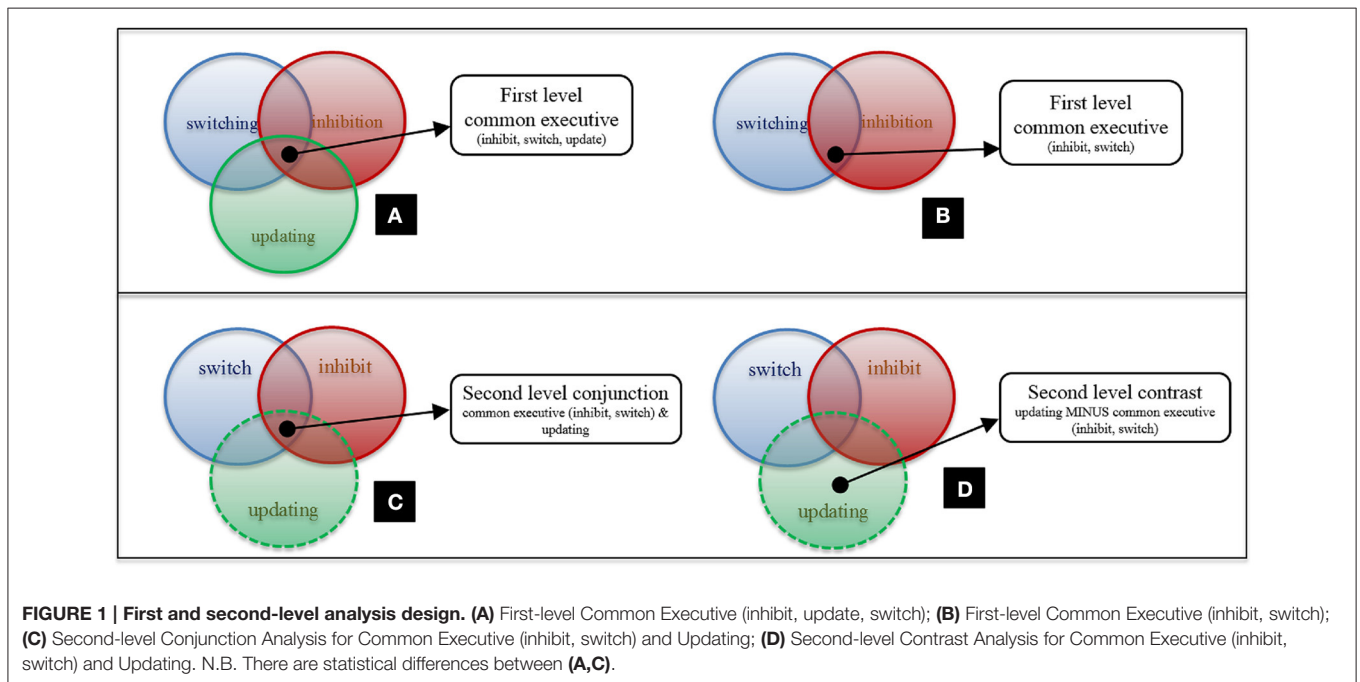 switching
inhibition
updating
First level
common executive
(inhibit, switch, update)
A
switching
inhibition
First level
common executive
(inhibit, switch)
B
switch
inhibit
updating
Second level conjunction
common executive (inhibit, switch) &
updating
C
switch
inhibit
updating
Second level contrast
updating MINUS common executive
(inhibit, switch)
D
FIGURE 1 | First and second-level analysis design. (A) First-level Common Executive (inhibit, update, switch); (B) First-level Common Executive (inhibit, switch);
(C) Second-level Conjunction Analysis for Common Executive (inhibit, switch) and Updating; (D) Second-level Contrast Analysis for Common Executive (inhibit,
switch) and Updating. N.B. There are statistical differences between (A,C).